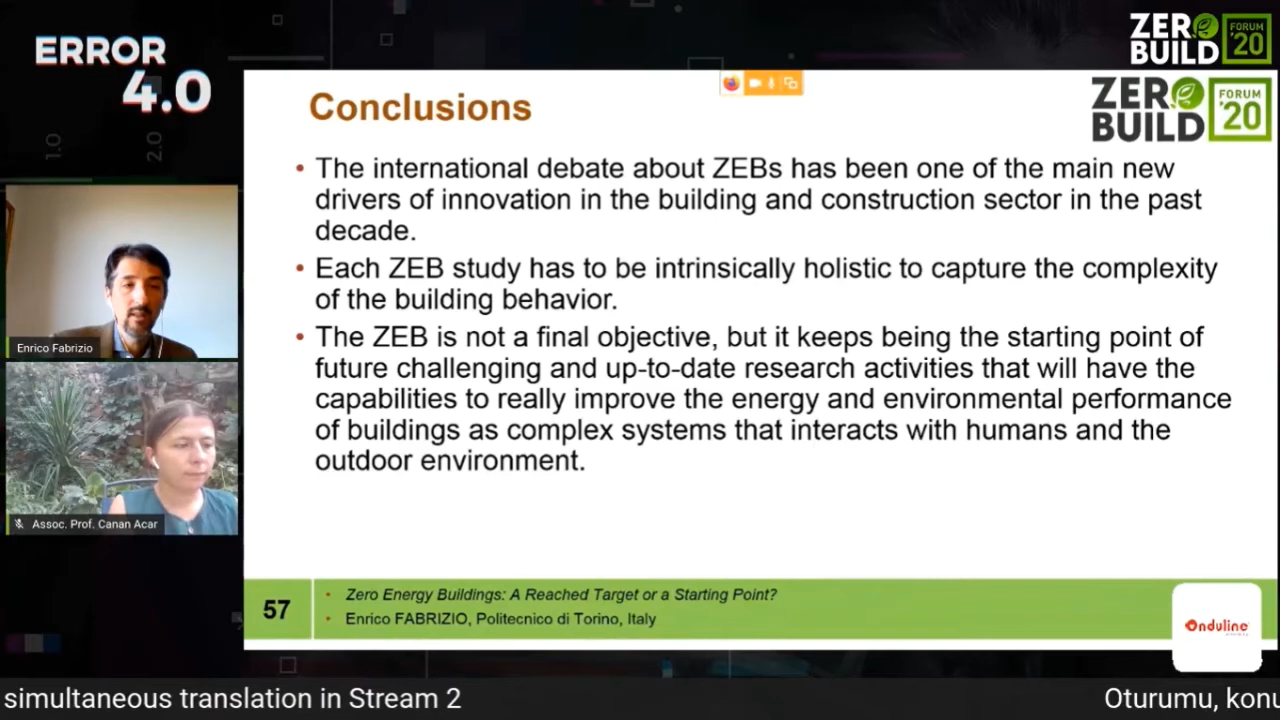 ERROR
4.0
1.0
2.0
ZERO
BUILD
FORUM
'20
ZERO
BUILD
FORUM
'20
Conclusions
• The international debate about ZEBs has been one of the main new
drivers of innovation in the building and construction sector in the past
decade.
• Each ZEB study has to be intrinsically holistic to capture the complexity
of the building behavior.
• The ZEB is not a final objective, but it keeps being the starting point of
future challenging and up-to-date research activities that will have the
capabilities to really improve the energy and environmental performance
of buildings as complex systems that interacts with humans and the
outdoor environment.
Enrico Fabrizio
Assoc. Prof. Canan Acar
57
• Zero Energy Buildings: A Reached Target or a Starting Point?
• Enrico FABRIZIO, Politecnico di Torino, Italy
Onduline
simultaneous translation in Stream 2
Oturumu, konu